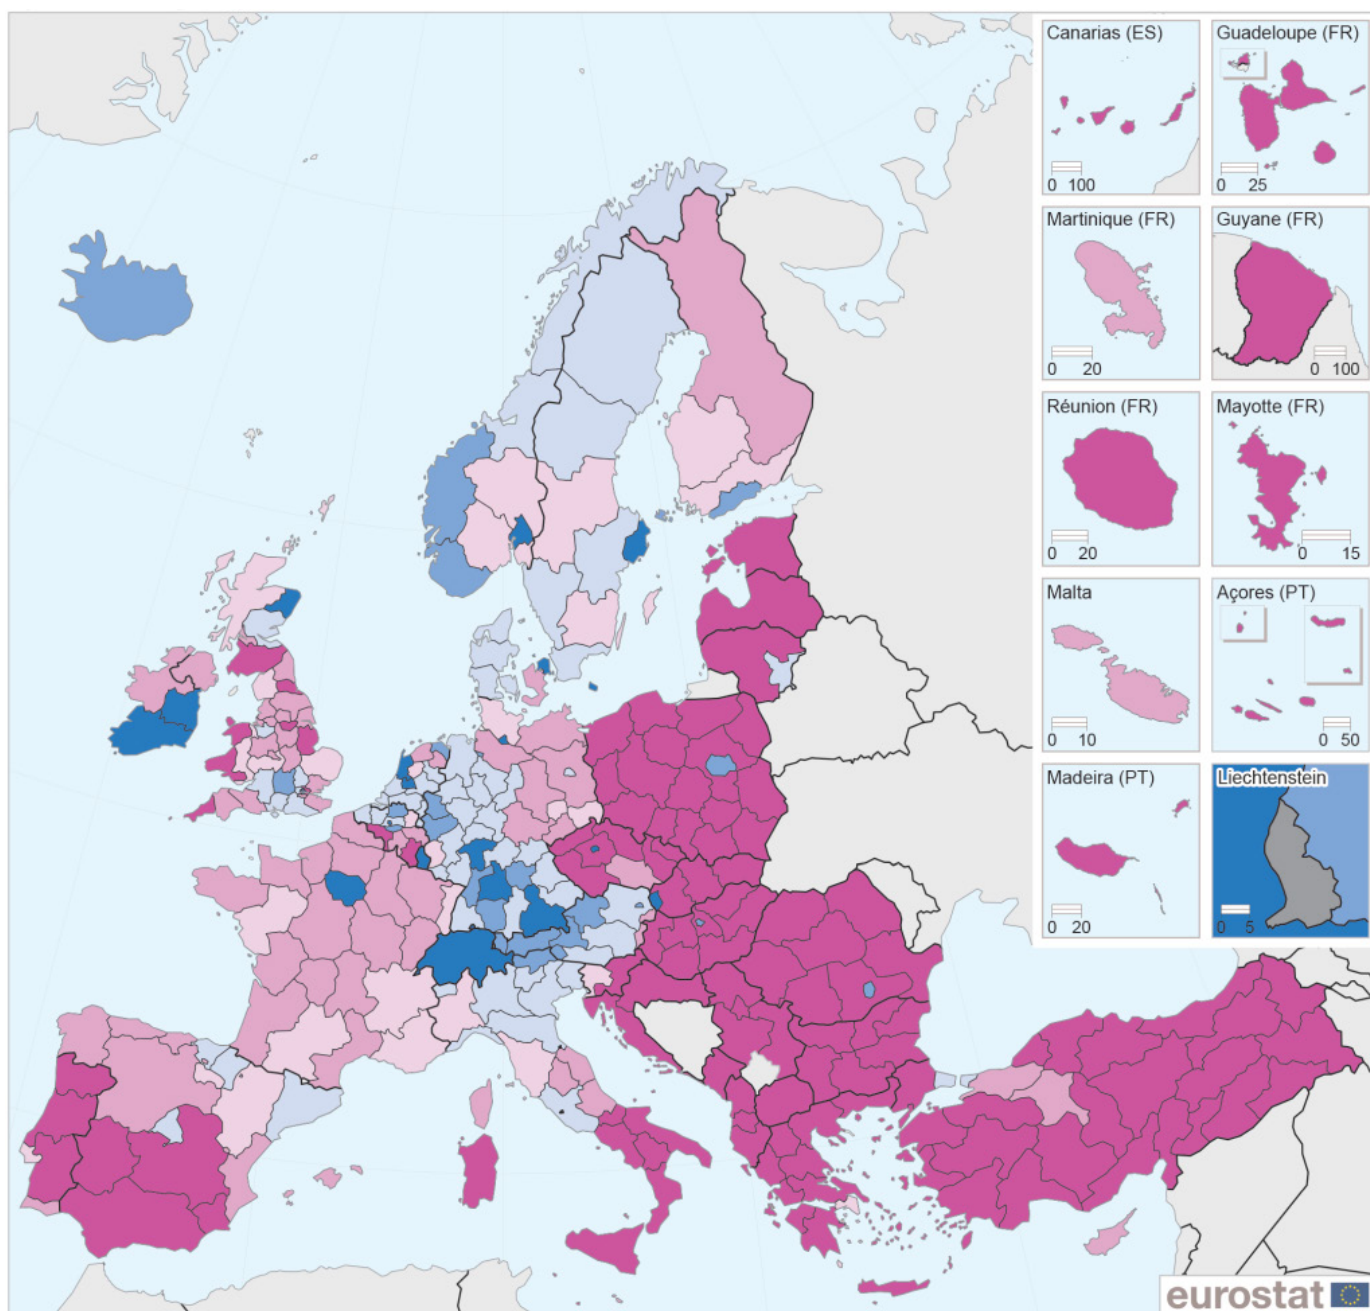 Canarias (ES)
0 100
Guadeloupe (FR)
0 25
Martinique (FR)
0 20
Guyane (FR)
0 100
Réunion (FR)
0 20
Mayotte (FR)
0 15
Malta
0 10
Açores (PT)
0 50
Madeira (PT)
0 20
Liechtenstein
0 5
eurostat